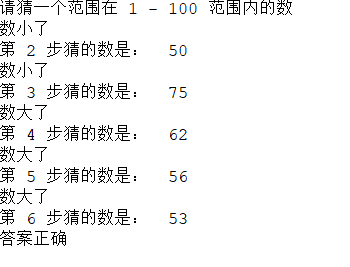 请猜一个范围在 1 - 100 范围内的数
数小了
第 2 步猜的数是： 50
数小了
第 3 步猜的数是： 75
数大了
第 4 步猜的数是： 62
数大了
第 5 步猜的数是： 56
数大了
第 6 步猜的数是： 53
答案正确